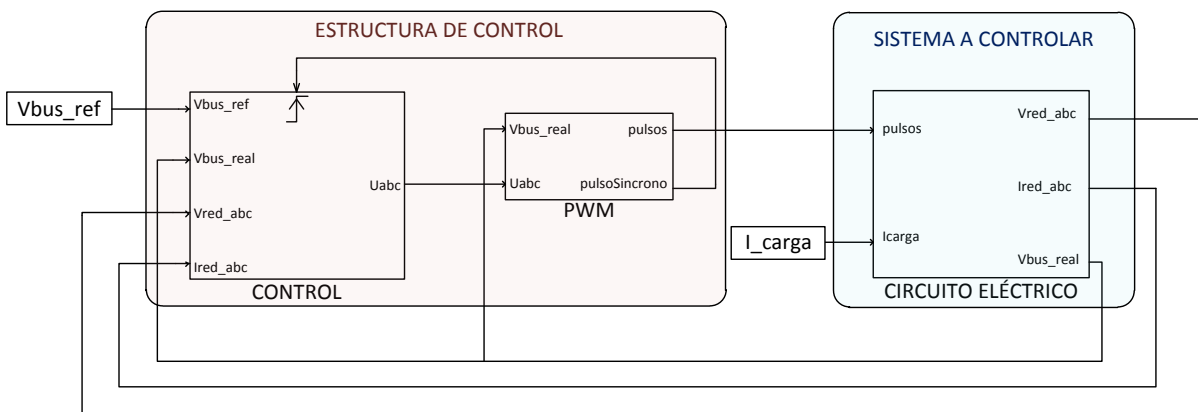 ESTRUCTURA DE CONTROL
SISTEMA A CONTROLAR
Vbus_ref
Vbus_ref
Vbus_real
Vred_abc
Ired_abc
Uabc
CONTROL
Vbus_real
Uabc
pulsos
pulsoSincrono
PWM
I_carga
pulsos
Icarga
Vred_abc
Ired_abc
Vbus_real
CIRCUITO ELÉCTRICO